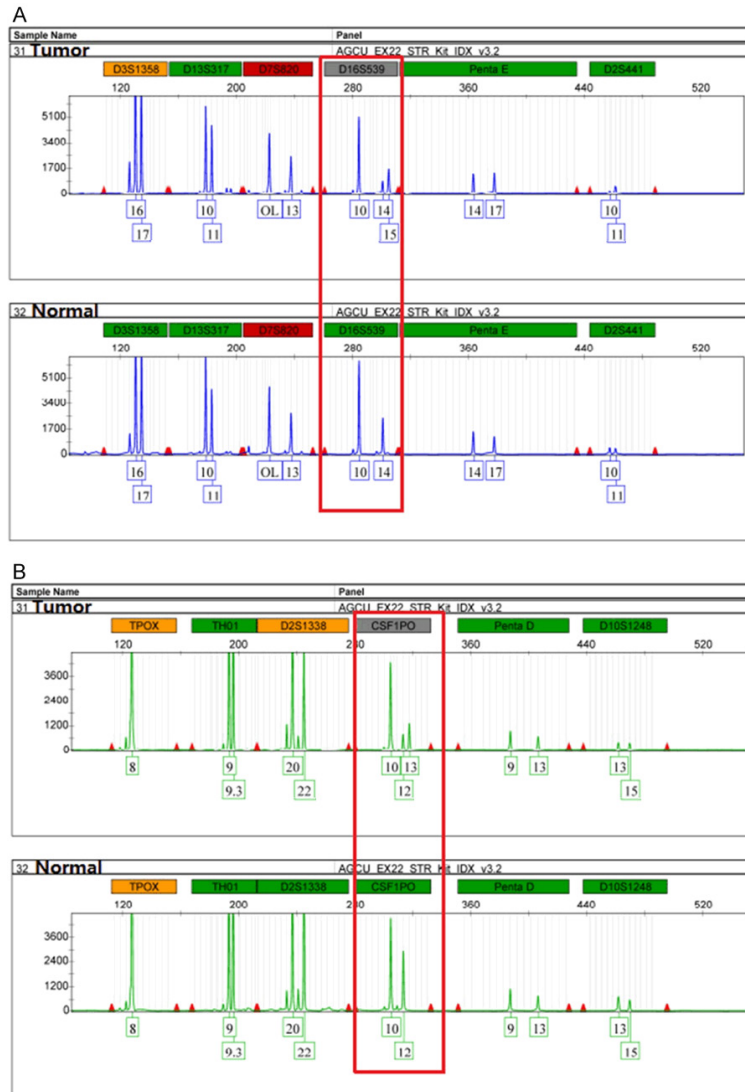 A
Sample Name Panel
31 Tumor AGCU_EX22_STR_Kit_IDX_v3.2
D3S1358 D13S317 D7S820 D16S539 Penta E D2S441
120 200 280 360 440 520
5100
3400
1700
0
16 10 OL 13 10 14 14 17 10
17 11 15 11
32 Normal AGCU_EX22_STR_Kit_IDX_v3.2
D3S1358 D13S317 D7S820 D16S539 Penta E D2S441
120 200 280 360 440 520
5100
3400
1700
0
16 10 OL 13 10 14 14 17 10
17 11 11
B
Sample Name Panel
31 Tumor AGCU_EX22_STR_Kit_IDX_v3.2
TPOX TH01 D2S1338 CSF1PO Penta D D10S1248
120 200 280 360 440 520
3600
2400
1200
0
8 9 20 10 13 9 13 13
9.3 22 12 15
32 Normal AGCU_EX22_STR_Kit_IDX_v3.2
TPOX TH01 D2S1338 CSF1PO Penta D D10S1248
120 200 280 360 440 520
3600
2400
1200
0
8 9 20 10 9 13 13
9.3 22 12 15